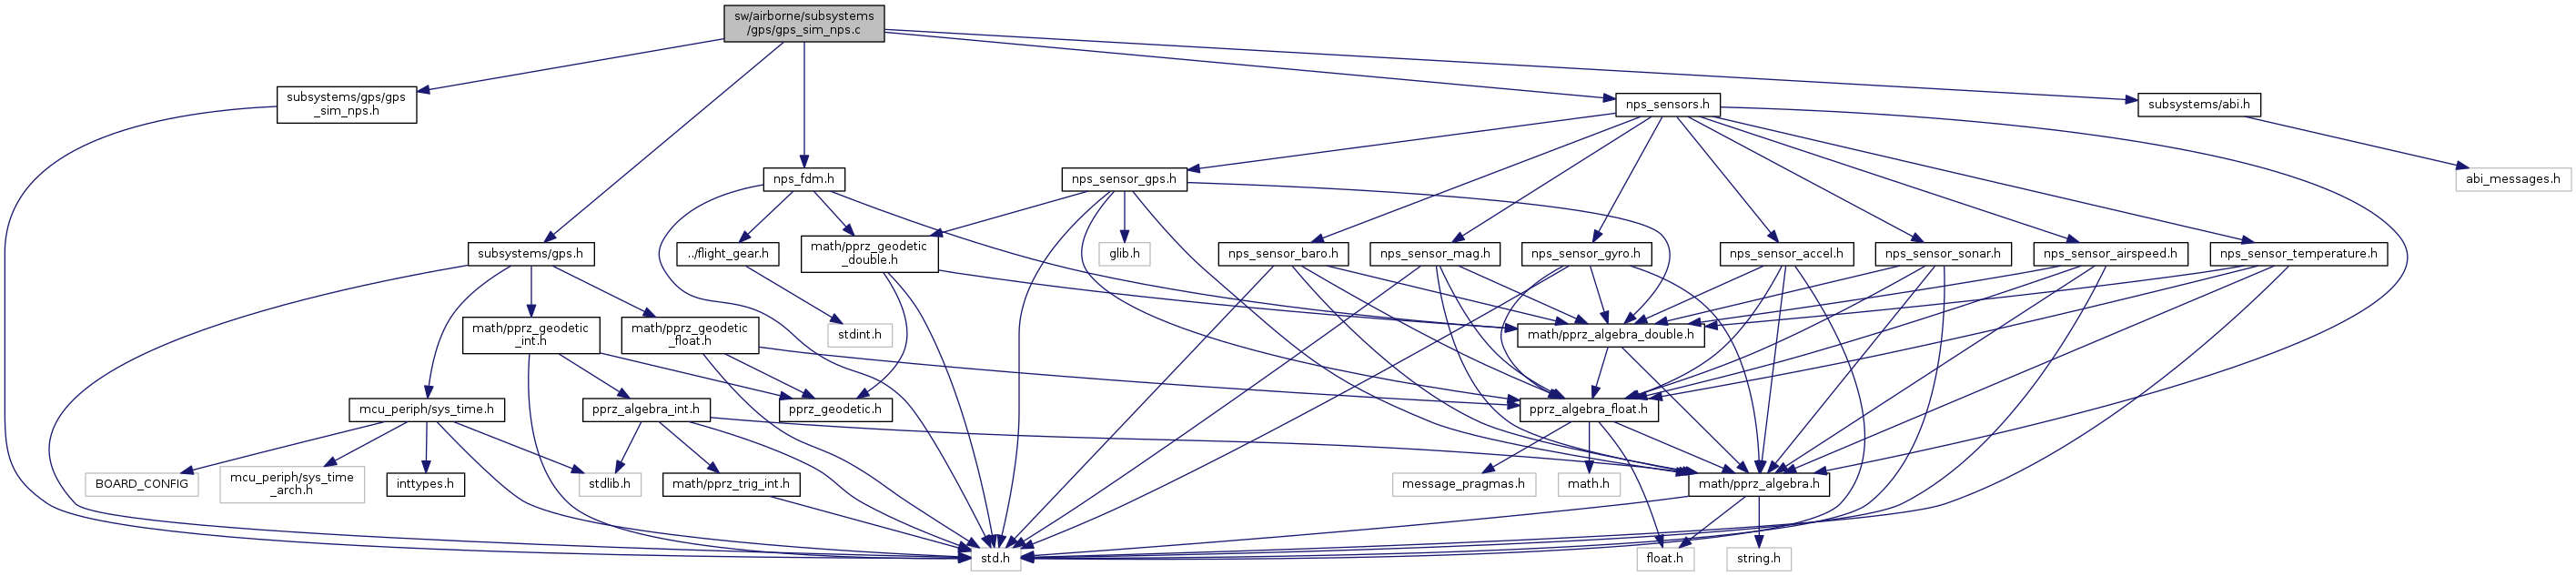 sw/airborne/subsystems
/gps/gps_sim_nps.c
subsystems/gps/gps
_sim_nps.h
nps_sensors.h
subsystems/abi.h
nps_fdm.h
nps_sensor_gps.h
abi_messages.h
subsystems/gps.h
../flight_gear.h
math/pprz_geodetic
_double.h
glib.h
nps_sensor_baro.h
nps_sensor_mag.h
nps_sensor_gyro.h
nps_sensor_accel.h
nps_sensor_sonar.h
nps_sensor_airspeed.h
nps_sensor_temperature.h
math/pprz_geodetic
_int.h
math/pprz_geodetic
_float.h
stdint.h
math/pprz_algebra_double.h
mcu_periph/sys_time.h
pprz_algebra_int.h
pprz_geodetic.h
pprz_algebra_float.h
BOARD_CONFIG
mcu_periph/sys_time
_arch.h
inttypes.h
stdlib.h
math/pprz_trig_int.h
message_pragmas.h
math.h
math/pprz_algebra.h
std.h
float.h
string.h